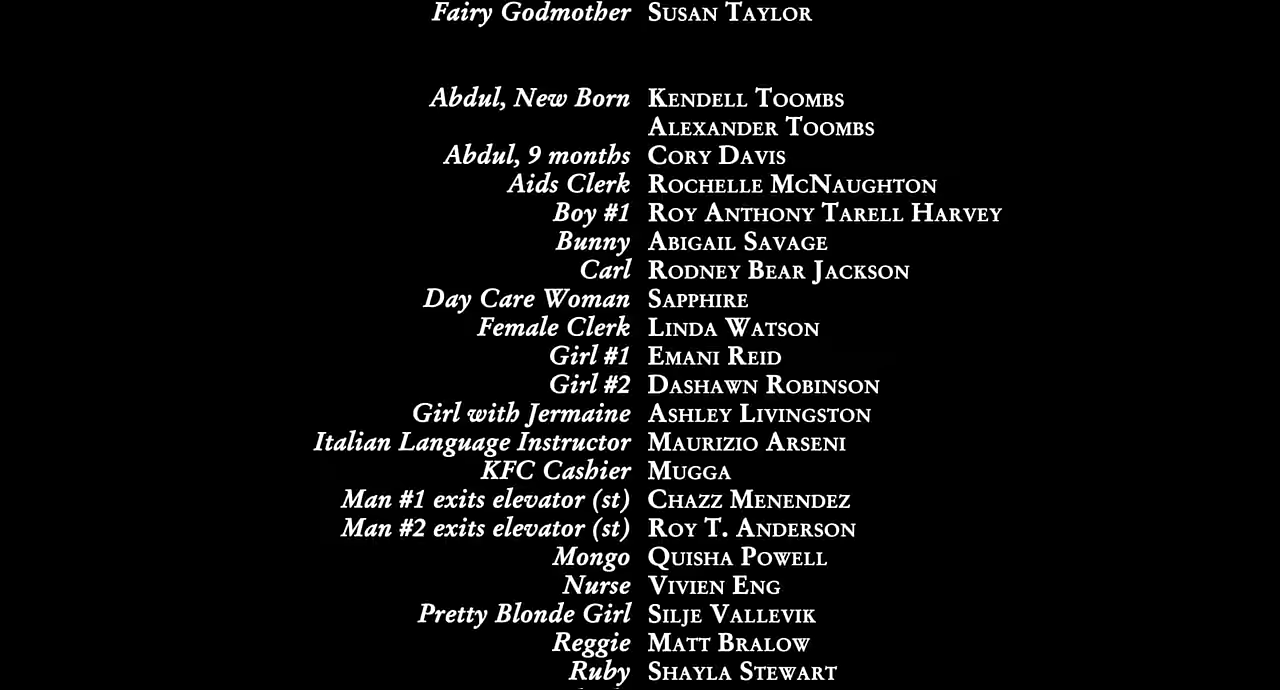 Fairy Godmother SUSAN TAYLOR
Abdul, New Born KENDELL TOOMBS
ALEXANDER TOOMBS
Abdul, 9 months CORY DAVIS
Aids Clerk ROCHELLE MCNAUGHTON
Boy #1 ROY ANTHONY TARELL HARVEY
Bunny ABIGAIL SAVAGE
Carl RODNEY BEAR JACKSON
Day Care Woman SAPPHIRE
Female Clerk LINDA WATSON
Girl #1 EMANI REID
Girl #2 DASHAWN ROBINSON
Girl with Jermaine ASHLEY LIVINGSTON
Italian Language Instructor MAURIZIO ARSENI
KFC Cashier MUGGA
Man #1 exits elevator (st) CHAZZ MENENDEZ
Man #2 exits elevator (st) ROY T. ANDERSON
Mongo QUISHA POWELL
Nurse VIVIEN ENG
Pretty Blonde Girl SILJE VALLEVIK
Reggie MATT BRALOW
Ruby SHAYLA STEWART